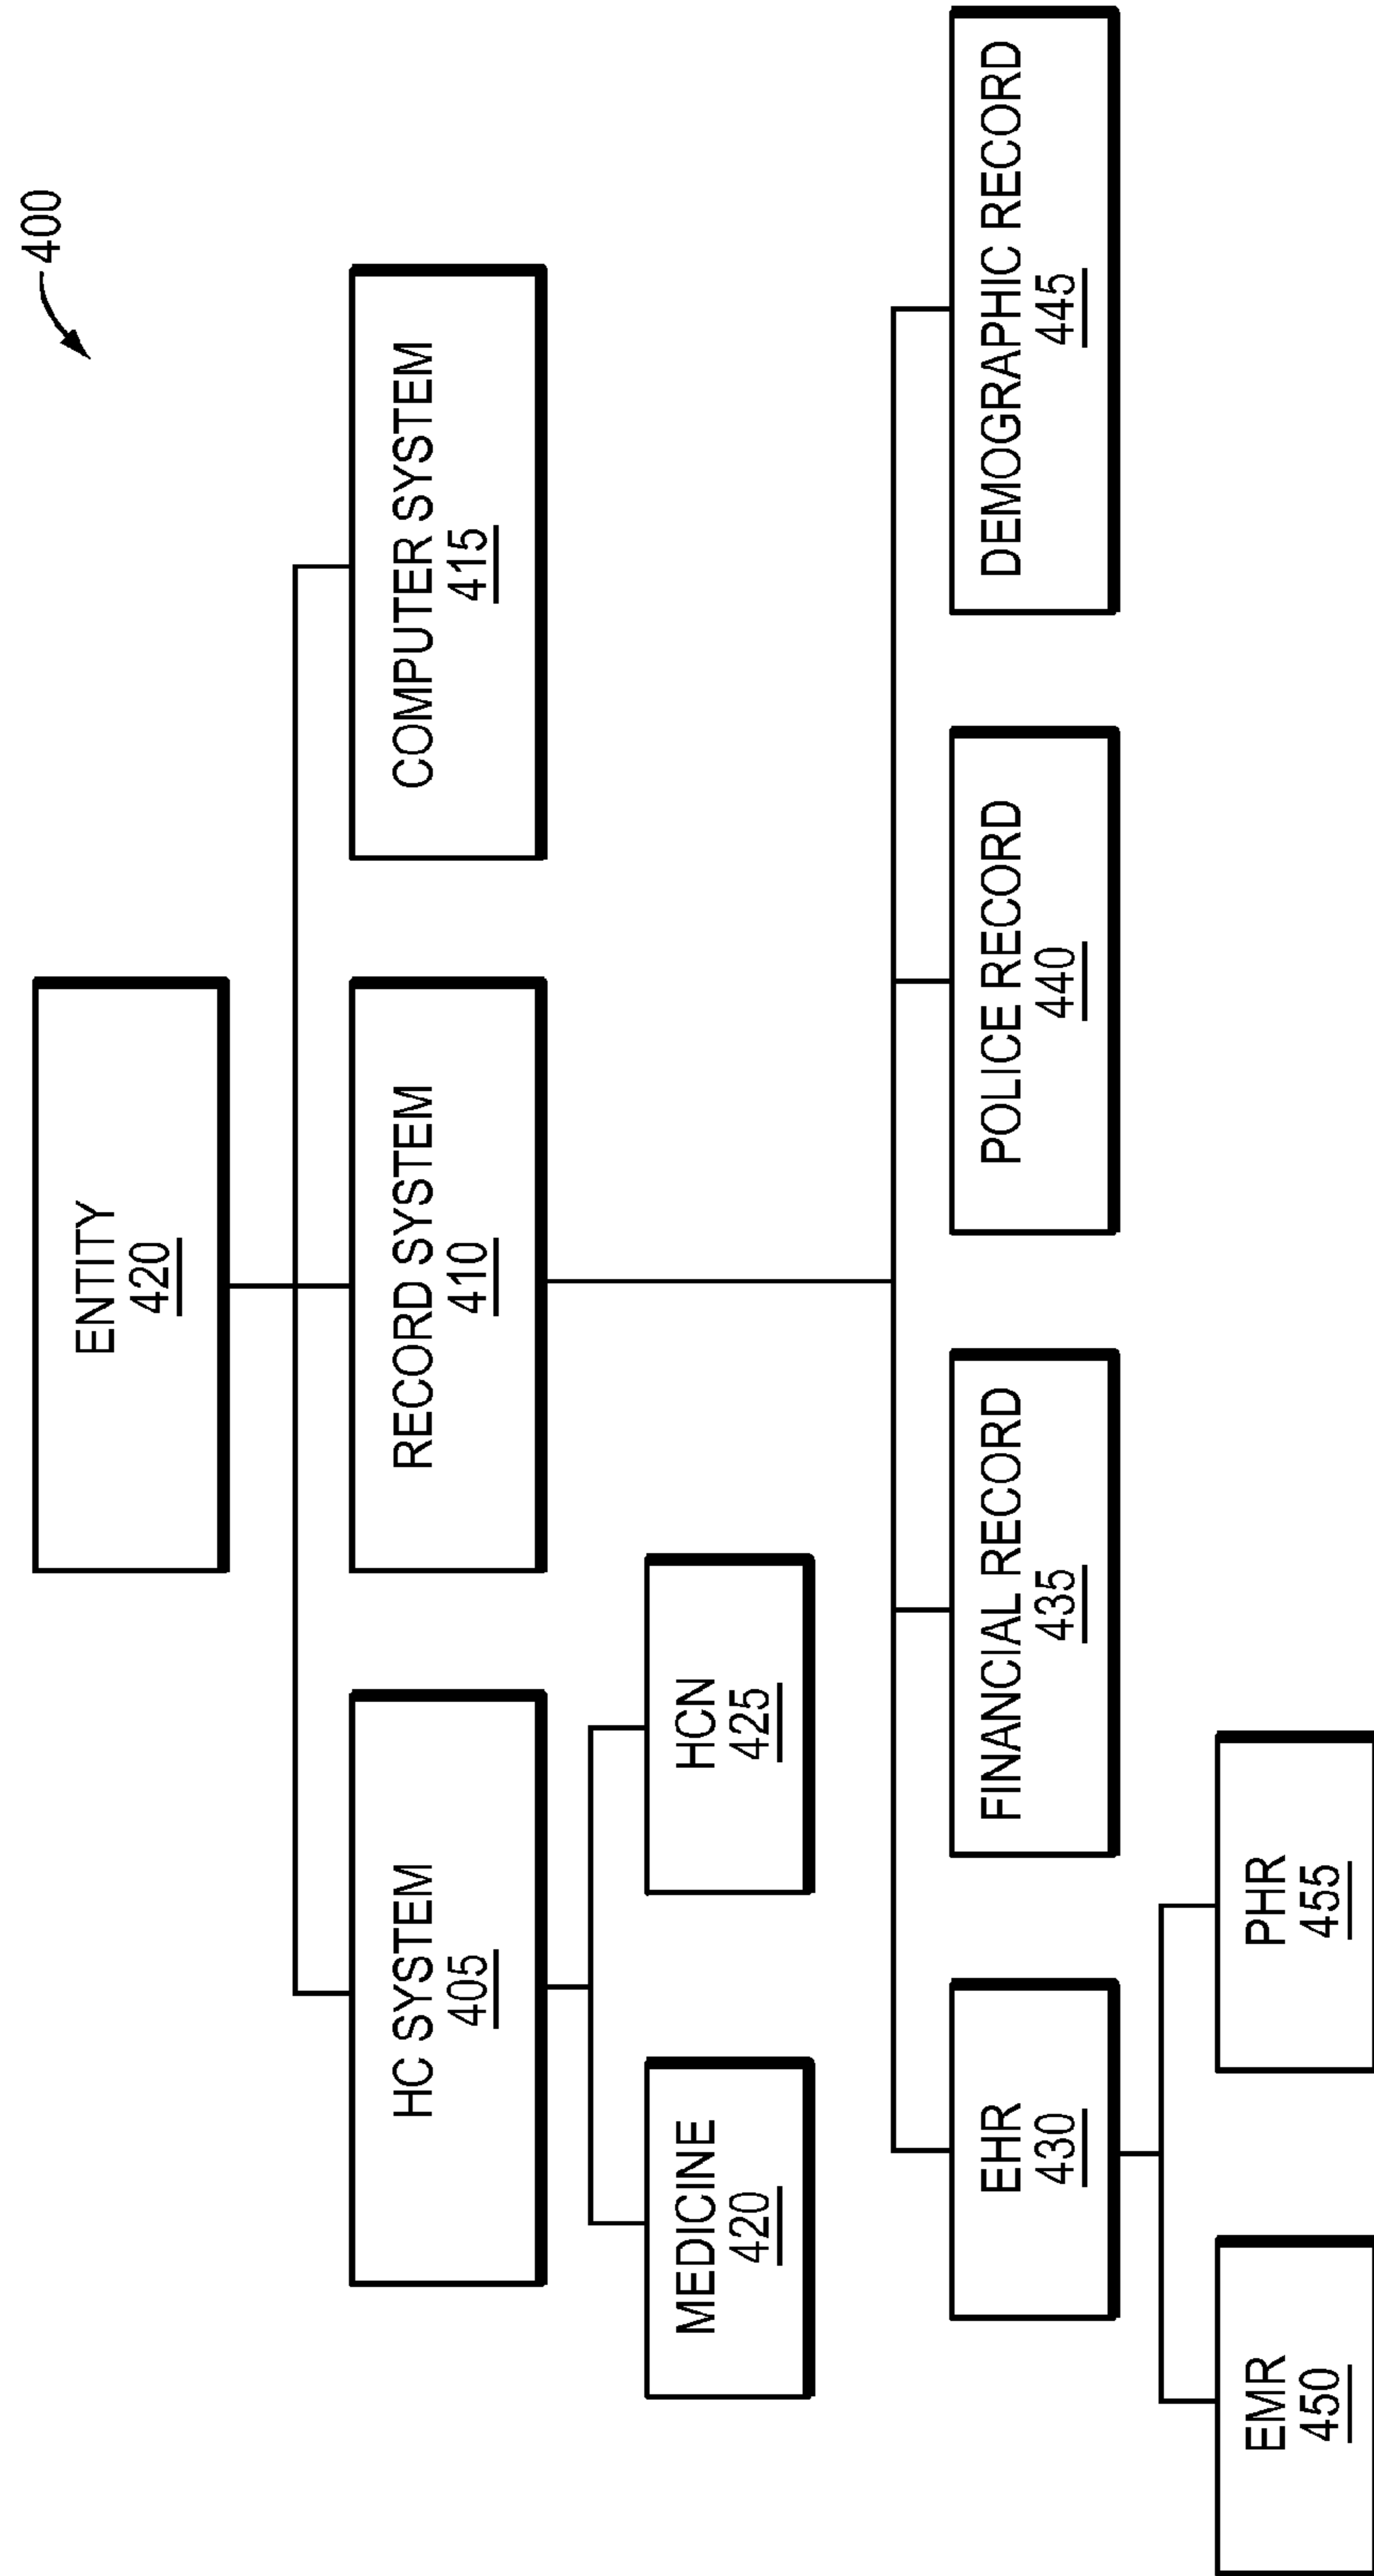 400
ENTITY
420
HC SYSTEM
405
RECORD SYSTEM
410
COMPUTER SYSTEM
415
MEDICINE
420
HCN
425
EHR
430
FINANCIAL RECORD
435
POLICE RECORD
440
DEMOGRAPHIC RECORD
445
EMR
450
PHR
455